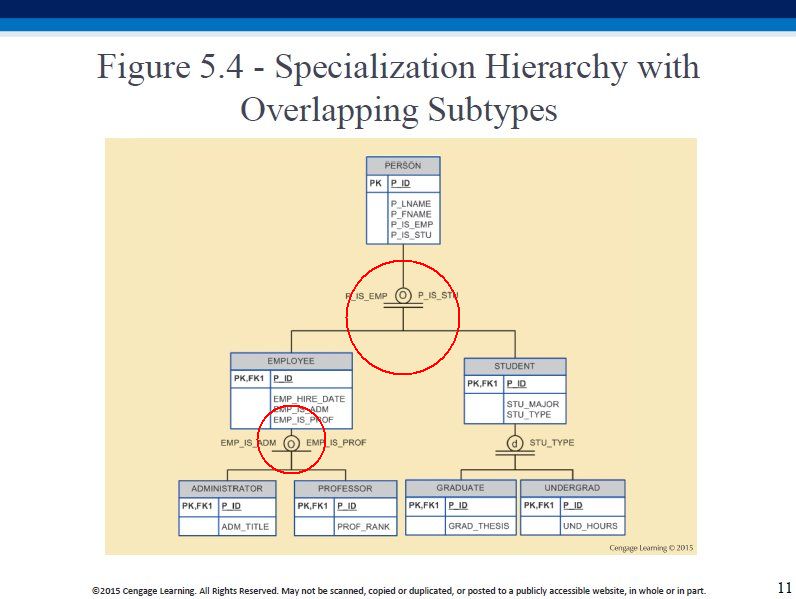 Figure 5.4 - Specialization Hierarchy with
Overlapping Subtypes
PERSON
PK P_ID
P_LNAME
P_FNAME
P_IS_EMP
P_IS_STU
P_IS_EMP O P_IS_STU
EMPLOYEE
PK,FK1 P_ID
EMP_HIRE_DATE
EMP_IS_ADM
EMP_IS_PROF
STUDENT
PK,FK1 P_ID
STU_MAJOR
STU_TYPE
EMP_IS_ADM O EMP_IS_PROF
d STU_TYPE
ADMINISTRATOR
PK,FK1 P_ID
ADM_TITLE
PROFESSOR
PK,FK1 P_ID
PROF_RANK
GRADUATE
PK,FK1 P_ID
GRAD_THESIS
UNDERGRAD
PK,FK1 P_ID
UND_HOURS
Cengage Learning © 2015
©2015 Cengage Learning. All Rights Reserved. May not be scanned, copied or duplicated, or posted to a publicly accessible website, in whole or in part.
11